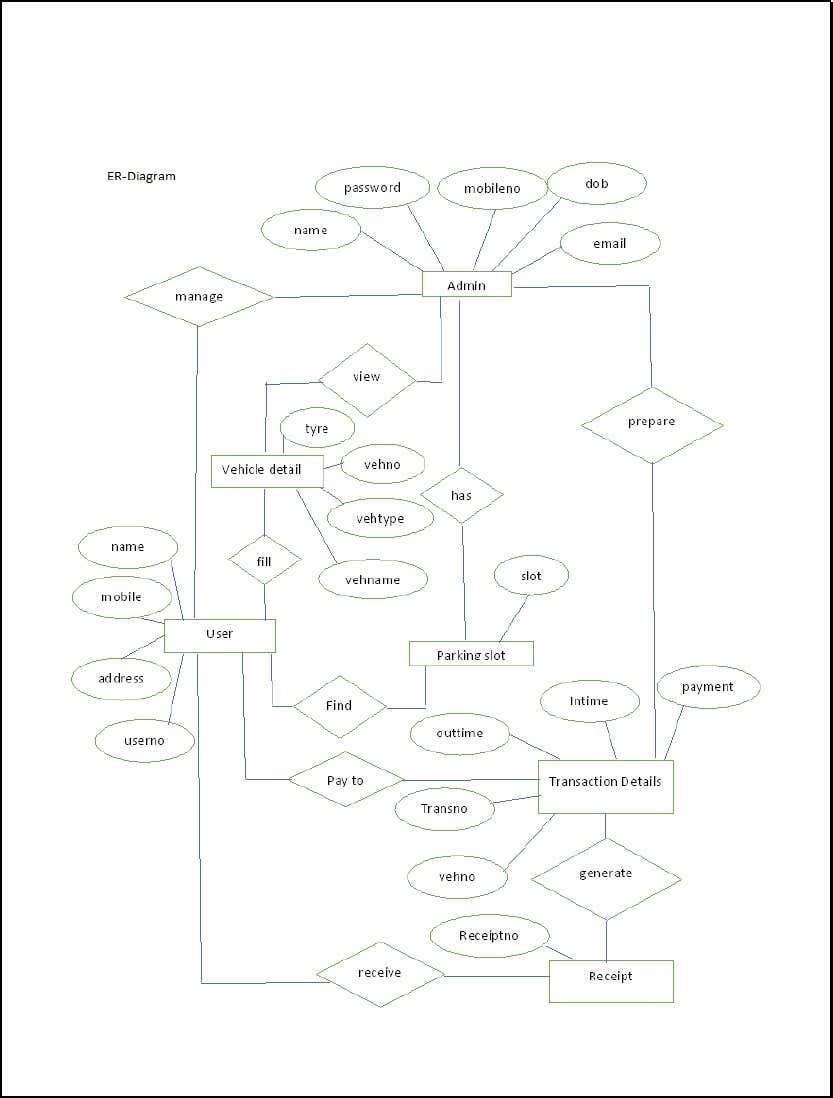 ER-Diagram
password
mobileno
dob
name
email
Admin
manage
view
prepare
tyre
Vehicle detail
vehno
has
vehtype
name
fill
vehname
slot
mobile
User
Parking slot
address
payment
Intime
Find
outtime
userno
Pay to
Transaction Details
Transno
vehno
generate
Receiptno
receive
Receipt